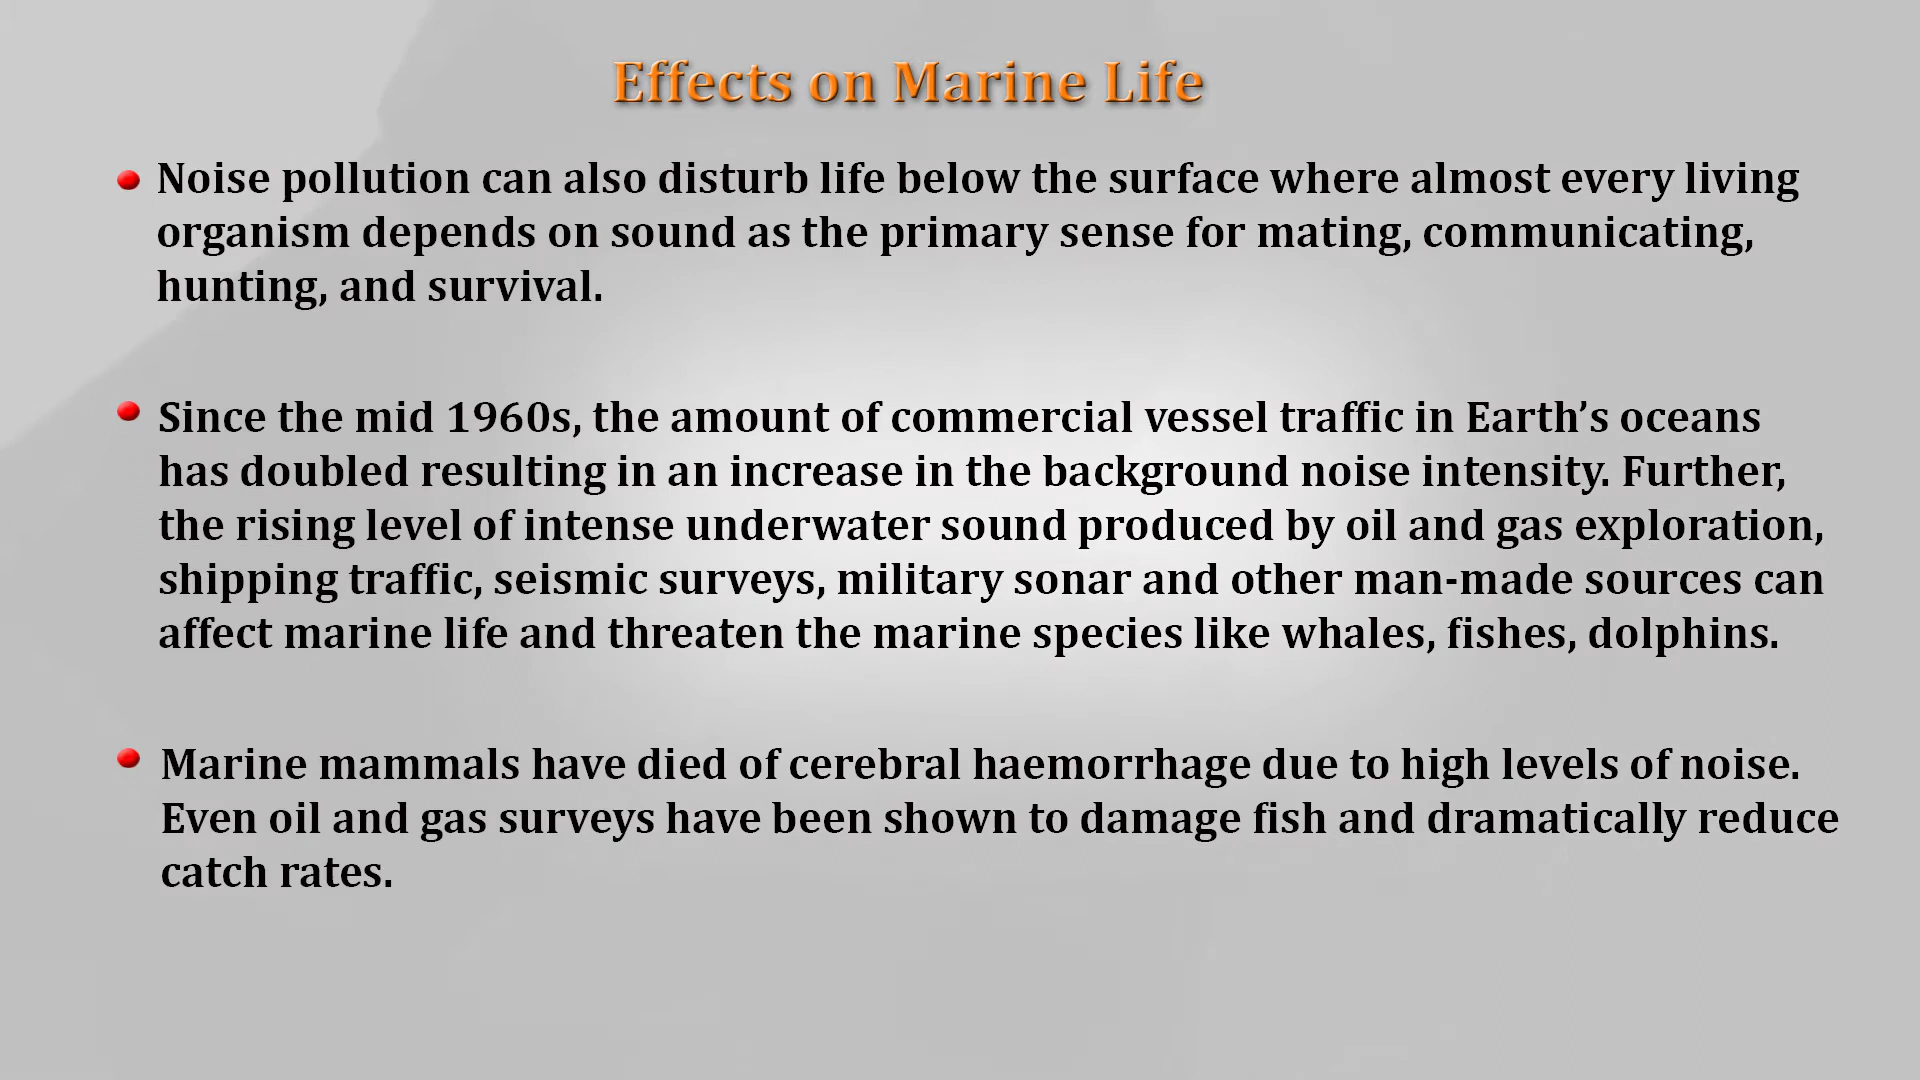 Effects on Marine Life
Noise pollution can also disturb life below the surface where almost every living
organism depends on sound as the primary sense for mating, communicating,
hunting, and survival.
Since the mid 1960s, the amount of commercial vessel traffic in Earth’s oceans
has doubled resulting in an increase in the background noise intensity. Further,
the rising level of intense underwater sound produced by oil and gas exploration,
shipping traffic, seismic surveys, military sonar and other man-made sources can
affect marine life and threaten the marine species like whales, fishes, dolphins.
Marine mammals have died of cerebral haemorrhage due to high levels of noise.
Even oil and gas surveys have been shown to damage fish and dramatically reduce
catch rates.